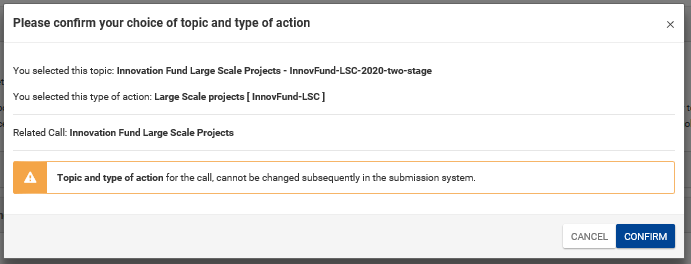 Please confirm your choice of topic and type of action
×
You selected this topic: Innovation Fund Large Scale Projects - InnovFund-LSC-2020-two-stage
You selected this type of action: Large Scale projects [ InnovFund-LSC ]
Related Call: Innovation Fund Large Scale Projects
Topic and type of action for the call, cannot be changed subsequently in the submission system.
CANCEL CONFIRM